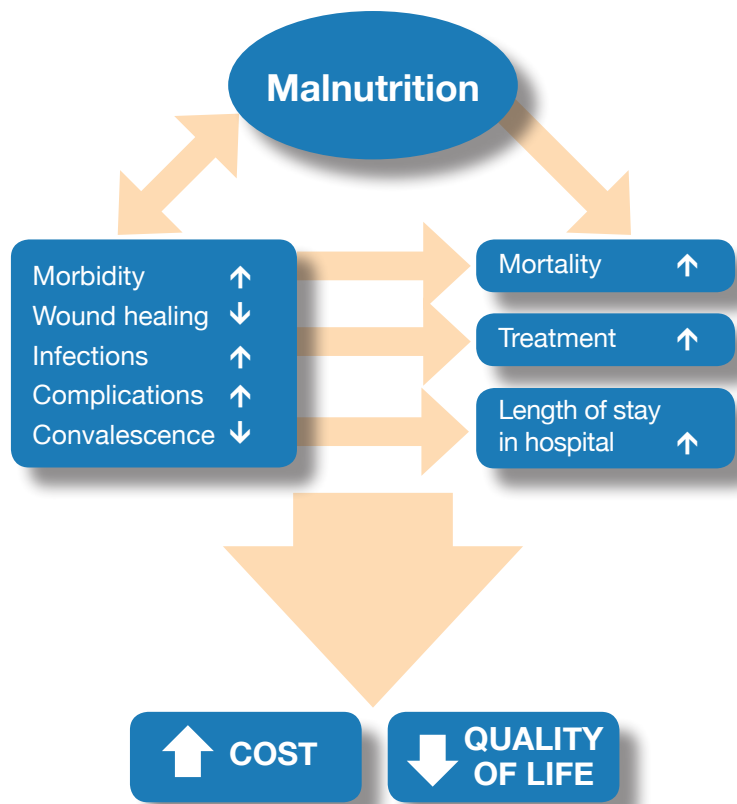 Malnutrition
Morbidity ↑
Wound healing ↓
Infections ↑
Complications ↑
Convalescence ↓
Mortality ↑
Treatment ↑
Length of stay
in hospital ↑
COST
QUALITY
OF LIFE